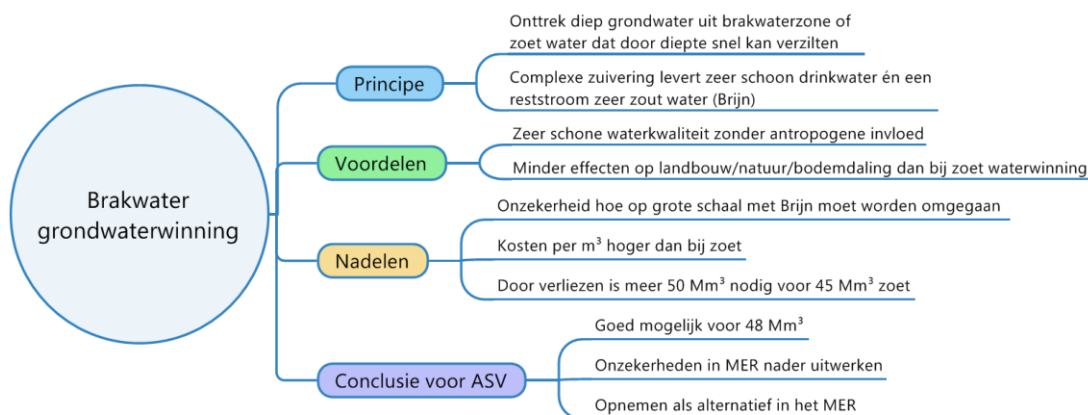 Brakwater
grondwaterwinning
Principe
Onttrek diep grondwater uit brakwaterzone of
zoet water dat door diepte snel kan verzilten
Complexe zuivering levert zeer schoon drinkwater én een
reststroom zeer zout water (Brijn)
Voordelen
Zeer schone waterkwaliteit zonder antropogene invloed
Minder effecten op landbouw/natuur/bodemdaling dan bij zoet waterwinning
Nadelen
Onzekerheid hoe op grote schaal met Brijn moet worden omgegaan
Kosten per m³ hoger dan bij zoet
Door verliezen is meer 50 Mm³ nodig voor 45 Mm³ zoet
Conclusie voor ASV
Goed mogelijk voor 48 Mm³
Onzekerheden in MER nader uitwerken
Opnemen als alternatief in het MER